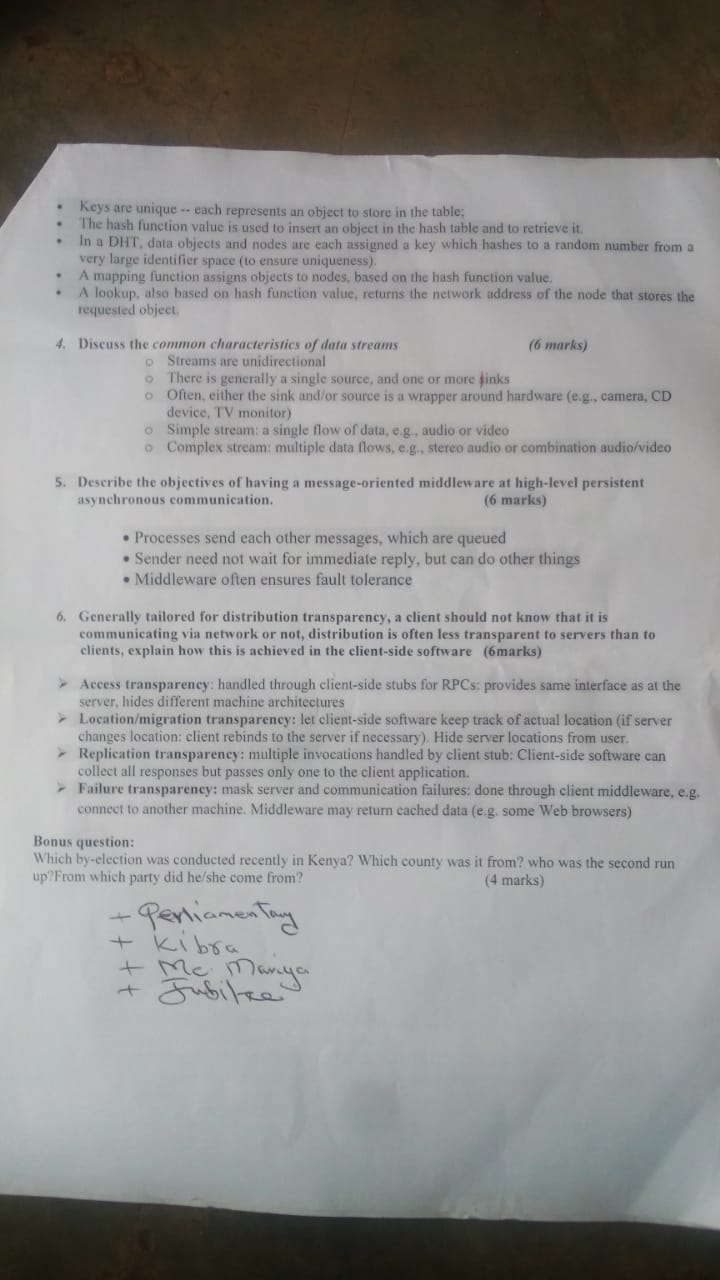 • Keys are unique -- each represents an object to store in the table;
• The hash function value is used to insert an object in the hash table and to retrieve it.
• In a DHT, data objects and nodes are each assigned a key which hashes to a random number from a
very large identifier space (to ensure uniqueness).
• A mapping function assigns objects to nodes, based on the hash function value.
• A lookup, also based on hash function value, returns the network address of the node that stores the
requested object.
4. Discuss the common characteristics of data streams (6 marks)
o Streams are unidirectional
o There is generally a single source, and one or more sinks
o Often, either the sink and/or source is a wrapper around hardware (e.g., camera, CD
device, TV monitor)
o Simple stream: a single flow of data, e.g., audio or video
o Complex stream: multiple data flows, e.g., stereo audio or combination audio/video
5. Describe the objectives of having a message-oriented middleware at high-level persistent
asynchronous communication. (6 marks)
• Processes send each other messages, which are queued
• Sender need not wait for immediate reply, but can do other things
• Middleware often ensures fault tolerance
6. Generally tailored for distribution transparency, a client should not know that it is
communicating via network or not, distribution is often less transparent to servers than to
clients, explain how this is achieved in the client-side software (6marks)
➢ Access transparency: handled through client-side stubs for RPCs: provides same interface as at the
server, hides different machine architectures
➢ Location/migration transparency: let client-side software keep track of actual location (if server
changes location: client rebinds to the server if necessary). Hide server locations from user.
➢ Replication transparency: multiple invocations handled by client stub: Client-side software can
collect all responses but passes only one to the client application.
➢ Failure transparency: mask server and communication failures: done through client middleware, e.g.
connect to another machine. Middleware may return cached data (e.g. some Web browsers)
Bonus question:
Which by-election was conducted recently in Kenya? Which county was it from? who was the second run
up?From which party did he/she come from? (4 marks)
+ Perliamentary
+ Kibra
+ Mc. Mariga
+ Jubilee